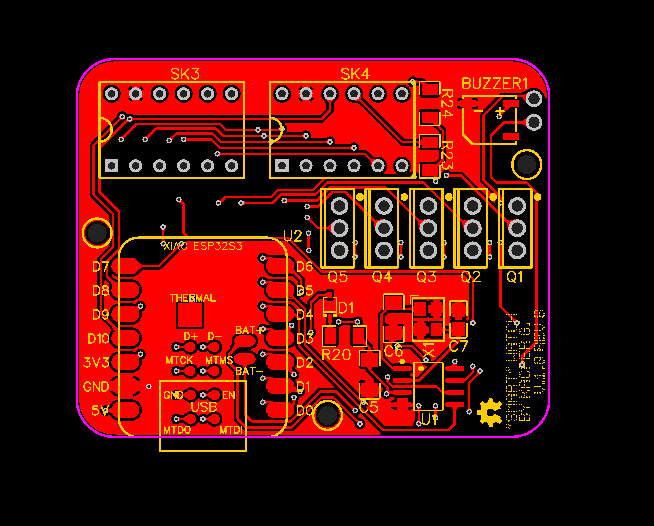 SK3
SK4
BUZZER1
R24
R23
U2
XIAO ESP32S3
Q5
Q4
Q3
Q2
Q1
D7
D8
D9
D10
3V3
GND
5V
D6
D5
D4
D3
D2
D1
D0
THERMAL
D+
D-
BAT+
MTCK
MTMS
BAT-
GND
EN
USB
MTDO
MTDI
D1
R20
C6
X1
C7
C5
U1